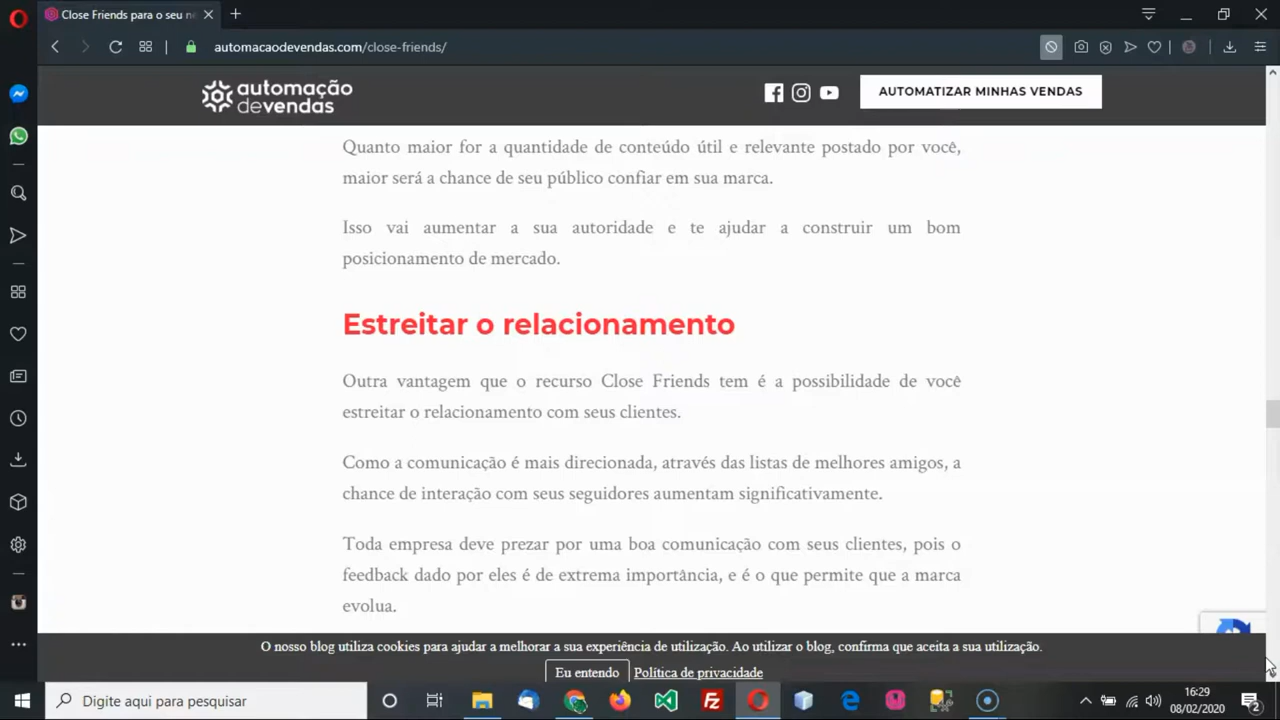 Close Friends para o seu ne
automacaodevendas.com/close-friends/
automação
devendas
AUTOMATIZAR MINHAS VENDAS
Quanto maior for a quantidade de conteúdo útil e relevante postado por você,
maior será a chance de seu público confiar em sua marca.
Isso vai aumentar a sua autoridade e te ajudar a construir um bom
posicionamento de mercado.
Estreitar o relacionamento
Outra vantagem que o recurso Close Friends tem é a possibilidade de você
estreitar o relacionamento com seus clientes.
Como a comunicação é mais direcionada, através das listas de melhores amigos, a
chance de interação com seus seguidores aumentam significativamente.
Toda empresa deve prezar por uma boa comunicação com seus clientes, pois o
feedback dado por eles é de extrema importância, e é o que permite que a marca
evolua.
O nosso blog utiliza cookies para ajudar a melhorar a sua experiência de utilização. Ao utilizar o blog, confirma que aceita a sua utilização.
Eu entendo Política de privacidade
Digite aqui para pesquisar
16:29
08/02/2020
2